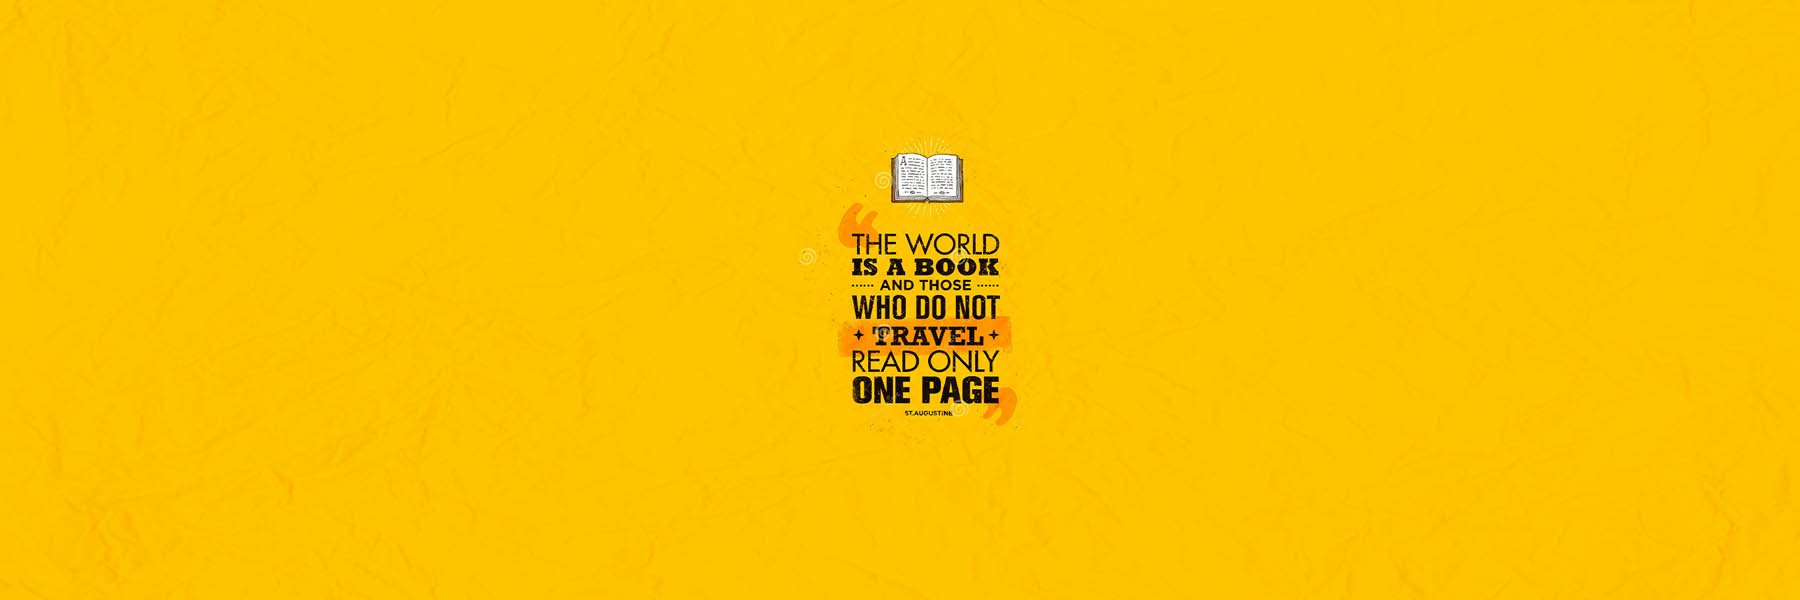 THE WORLD
IS A BOOK
AND THOSE
WHO DO NOT
TRAVEL
READ ONLY
ONE PAGE
ST.AUGUSTINE